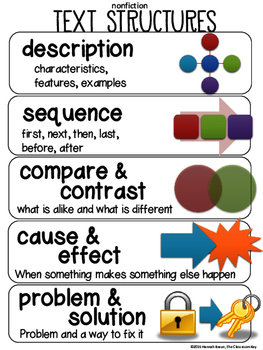 nonfiction
TEXT STRUCTURES
description
characteristics,
features, examples
sequence
first, next, then, last,
before, after
compare &
contrast
what is alike and what is different
cause &
effect
When something makes something else happen
problem &
solution
Problem and a way to fix it